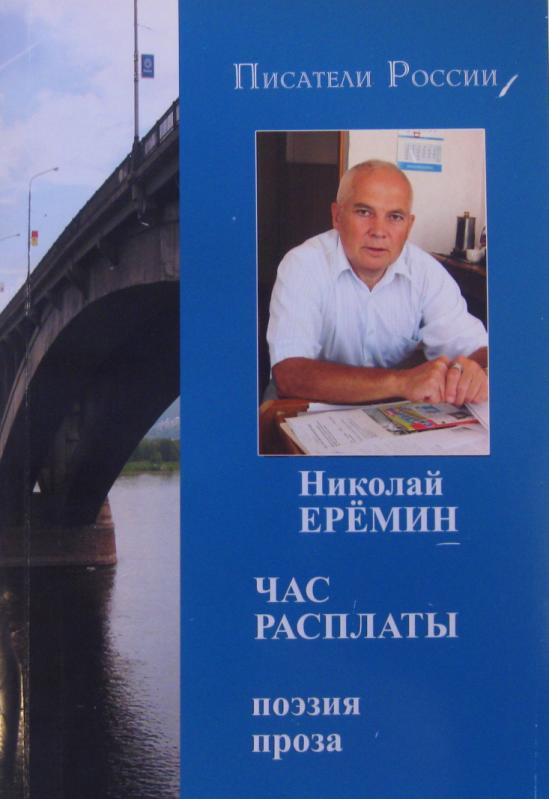 Писатели России
Николай
ЕРЁМИН
ЧАС
РАСПЛАТЫ
поэзия
проза